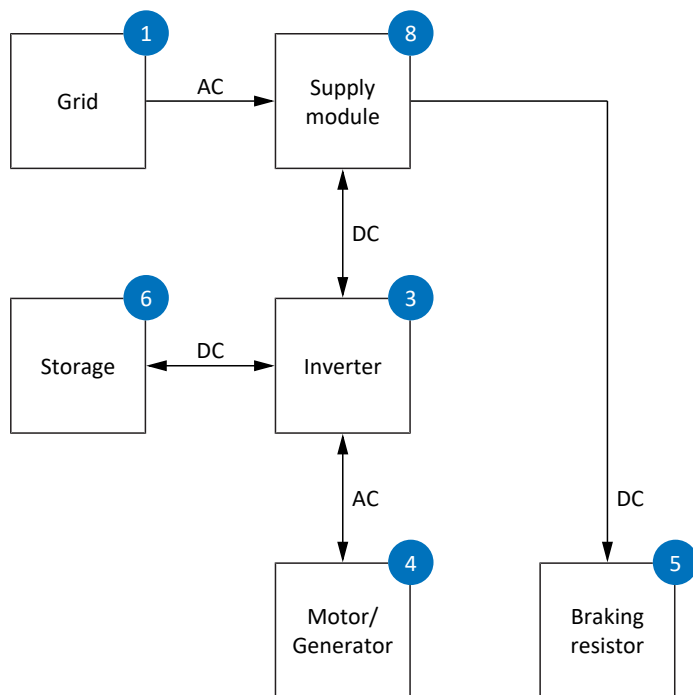 1
8
Grid
AC
Supply
module
DC
6
3
Storage
DC
Inverter
AC
DC
4
5
Motor/
Generator
Braking
resistor